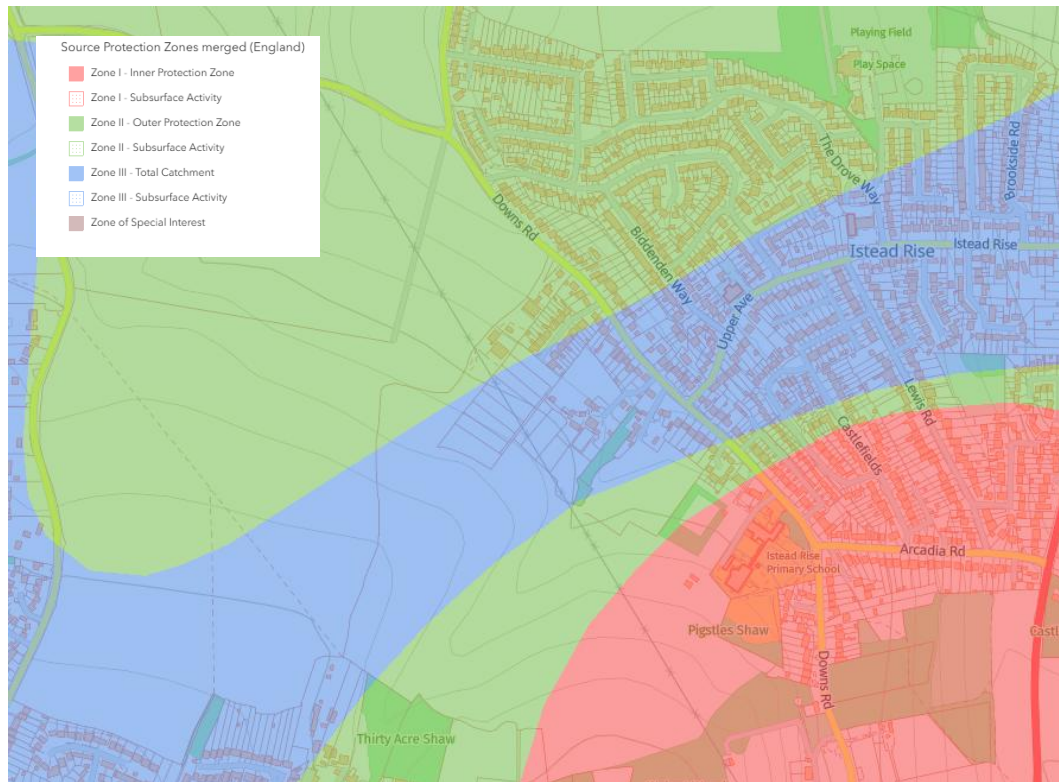 Source Protection Zones merged (England)
Zone I - Inner Protection Zone
Zone I - Subsurface Activity
Zone II - Outer Protection Zone
Zone II - Subsurface Activity
Zone III - Total Catchment
Zone III - Subsurface Activity
Zone of Special Interest
Playing Field
Play Space
The Drove Way
Brookside Rd
Downs Rd
Biddenden Way
Istead Rise
Istead Rise
Upper Ave
Lewis Rd
Castlefields
Arcadia Rd
Istead Rise
Primary School
Pigstles Shaw
Castl
Downs Rd
Thirty Acre Shaw